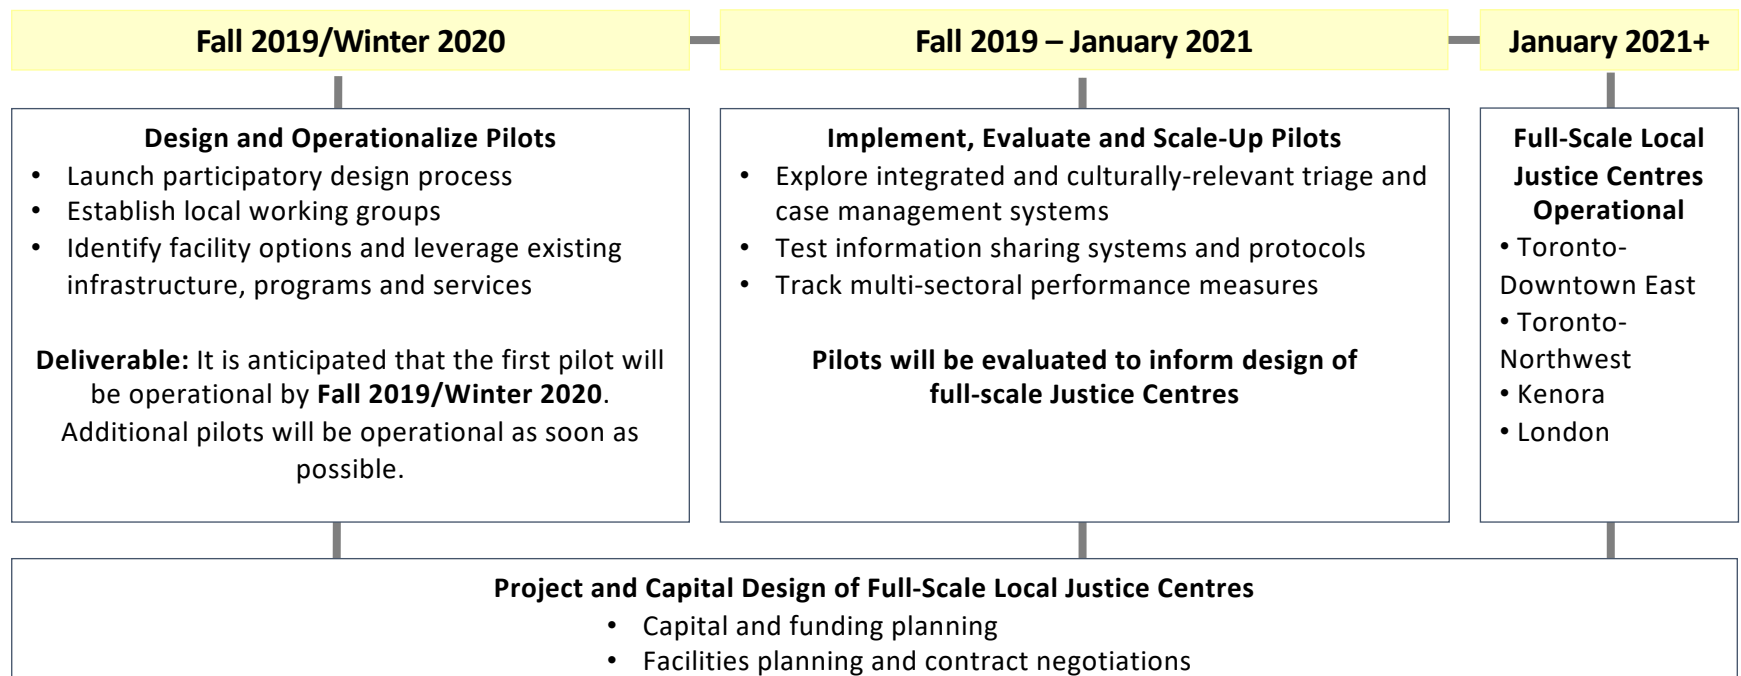 Fall 2019/Winter 2020
Fall 2019 – January 2021
January 2021+
Design and Operationalize Pilots
• Launch participatory design process
• Establish local working groups
• Identify facility options and leverage existing
infrastructure, programs and services
Deliverable: It is anticipated that the first pilot will
be operational by Fall 2019/Winter 2020.
Additional pilots will be operational as soon as
possible.
Implement, Evaluate and Scale-Up Pilots
• Explore integrated and culturally-relevant triage and
case management systems
• Test information sharing systems and protocols
• Track multi-sectoral performance measures
Pilots will be evaluated to inform design of
full-scale Justice Centres
Full-Scale Local
Justice Centres
Operational
• Toronto-
Downtown East
• Toronto-
Northwest
• Kenora
• London
Project and Capital Design of Full-Scale Local Justice Centres
• Capital and funding planning
• Facilities planning and contract negotiations